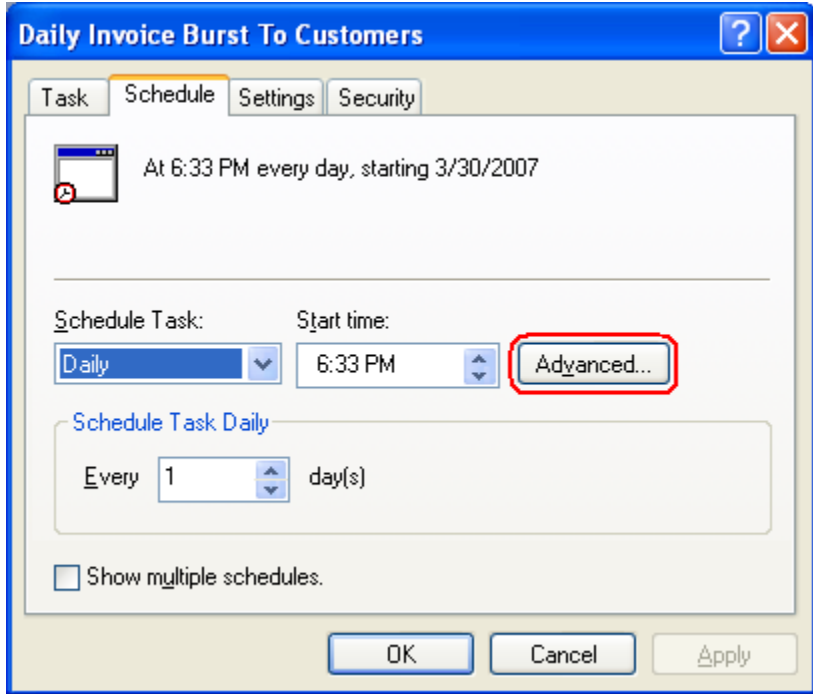 Daily Invoice Burst To Customers
Task Schedule Settings Security
At 6:33 PM every day, starting 3/30/2007
Schedule Task: Start time:
Daily 6:33 PM Advanced...
Schedule Task Daily
Every 1 day(s)
Show multiple schedules.
OK Cancel Apply